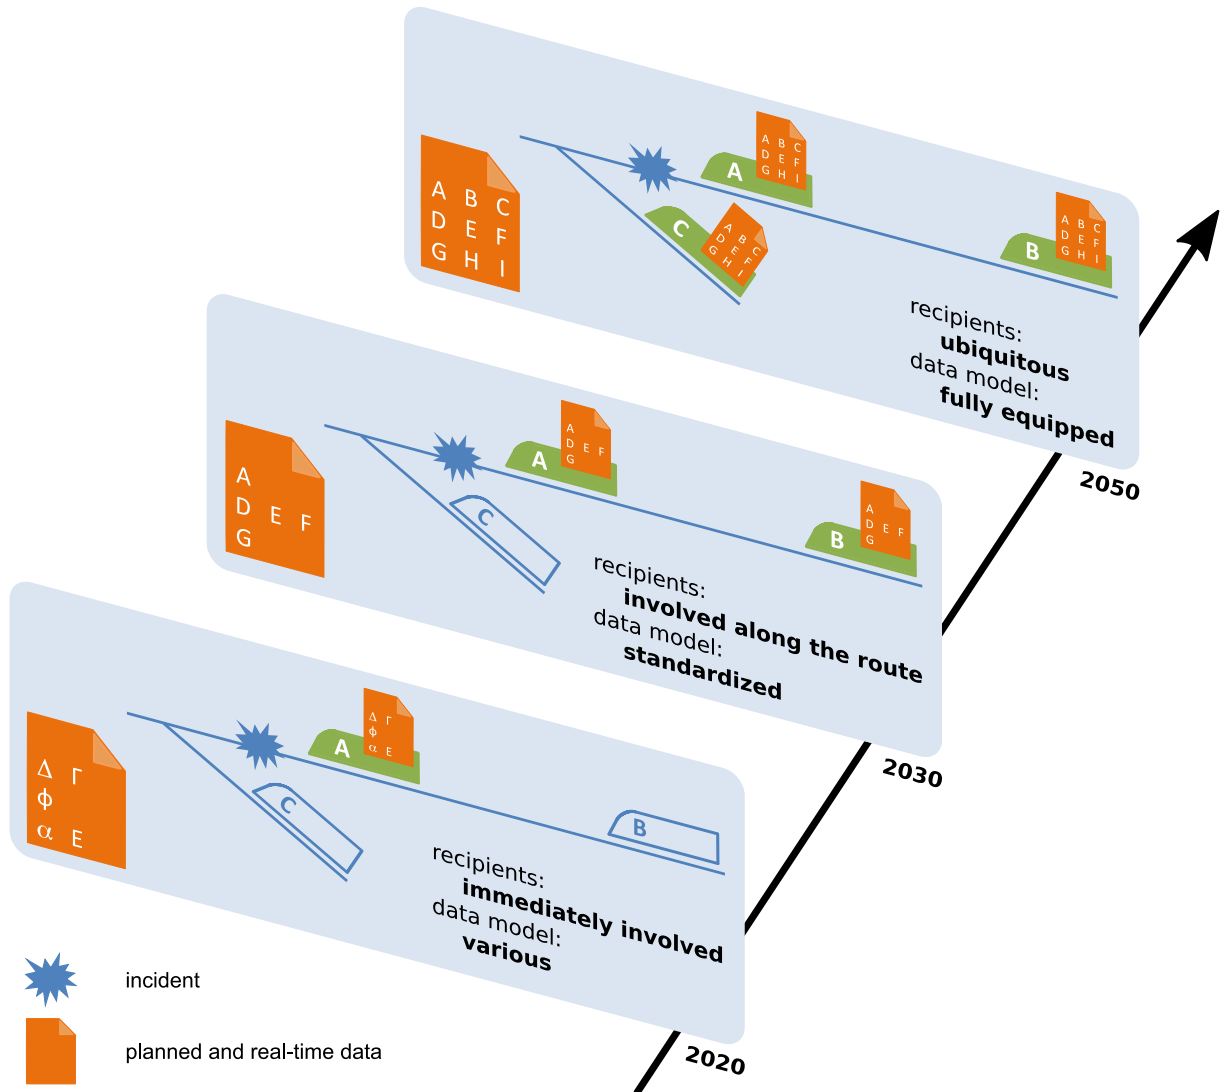 A B C
D E F
G H I
A
A B C
D E F
G H I
C
A B C
D E F
G H I
B
A B C
D E F
G H I
recipients:
ubiquitous
data model:
fully equipped
2050
A
D E F
G
A
A
D E F
G
C
B
A
D E F
G
recipients:
involved along the route
data model:
standardized
2030
Δ Γ
ϕ
α E
A
Δ Γ
ϕ
α E
C
B
recipients:
immediately involved
data model:
various
2020
incident
planned and real-time data